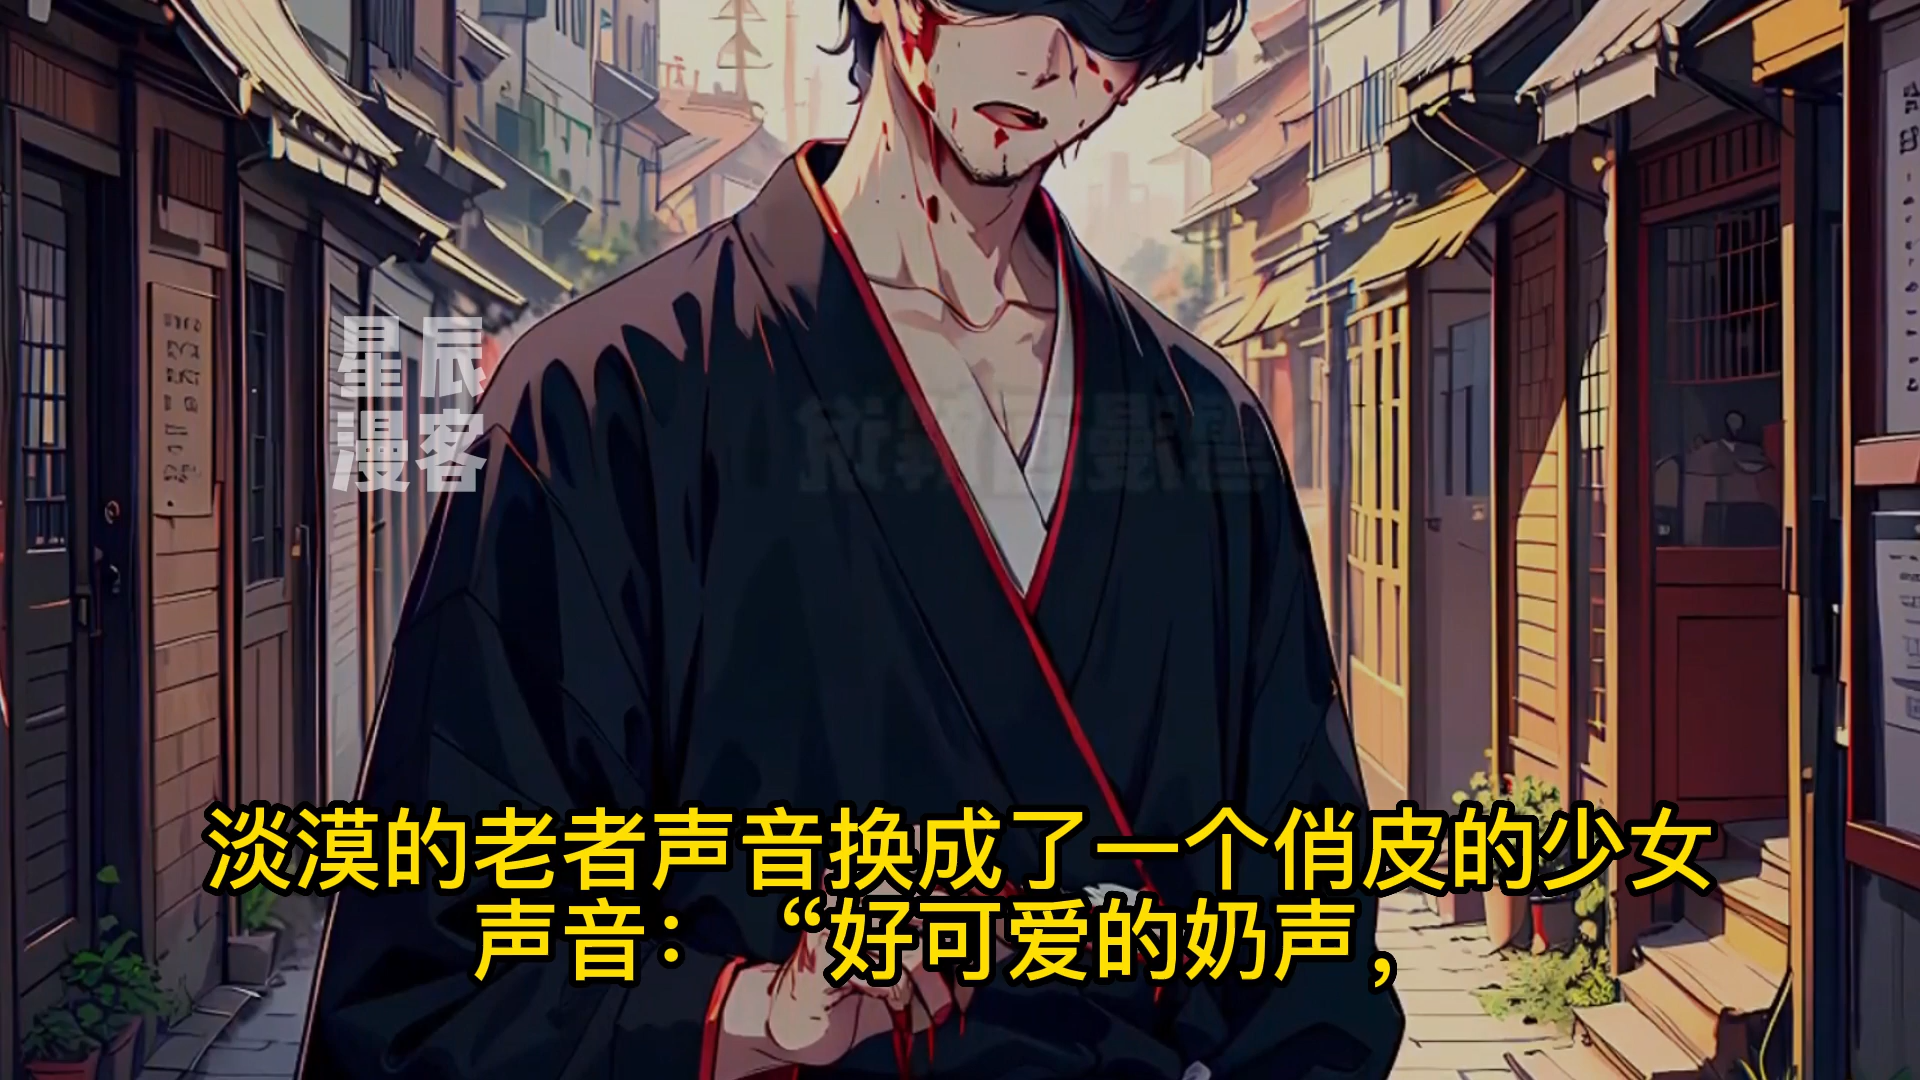 星辰
漫客
淡漠的老者声音换成了一个俏皮的少女
声音：“好可爱的奶声，